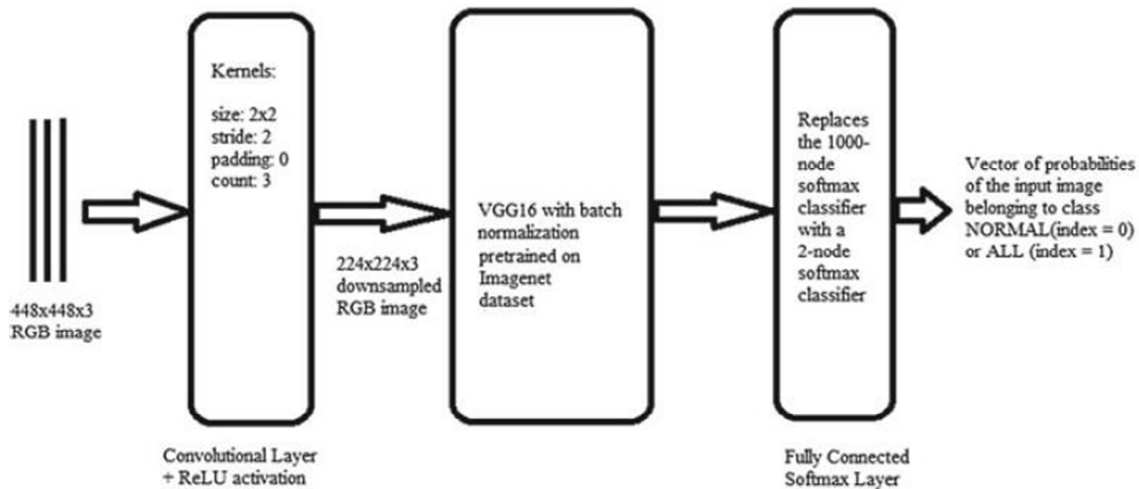 448x448x3
RGB image
Kernels:
size: 2x2
stride: 2
padding: 0
count: 3
Convolutional Layer
+ ReLU activation
224x224x3
downsampled
RGB image
VGG16 with batch
normalization
pretrained on
Imagenet
dataset
Replaces
the 1000-
node
softmax
classifier
with a
2-node
softmax
classifier
Fully Connected
Softmax Layer
Vector of probabilities
of the input image
belonging to class
NORMAL(index = 0)
or ALL (index = 1)